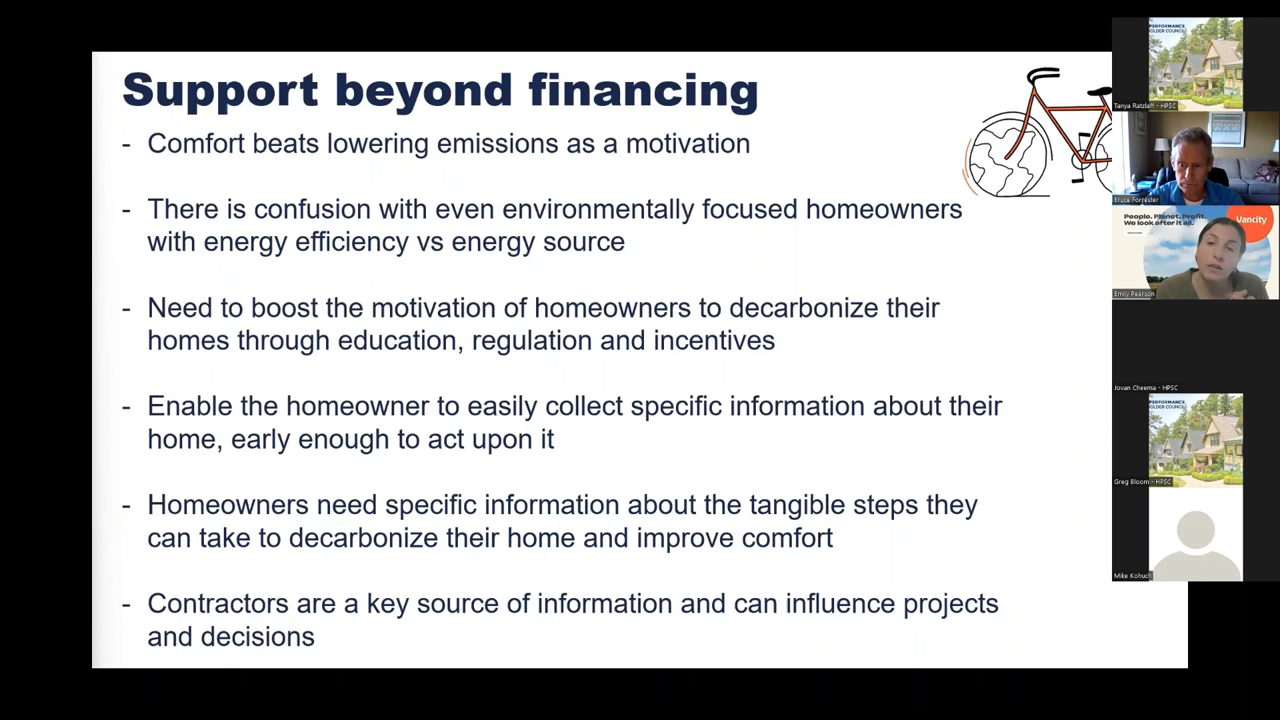 Support beyond financing
- Comfort beats lowering emissions as a motivation
- There is confusion with even environmentally focused homeowners
with energy efficiency vs energy source
- Need to boost the motivation of homeowners to decarbonize their
homes through education, regulation and incentives
- Enable the homeowner to easily collect specific information about their
home, early enough to act upon it
- Homeowners need specific information about the tangible steps they
can take to decarbonize their home and improve comfort
- Contractors are a key source of information and can influence projects
and decisions
PERFORMANCE
OLDER COUNCIL
Tanya Ratzlaff - HPSC
Bruce Forrester
People. Planet. Profit.
We look after it all.
Vancity
Emily Pearson
Jovan Cheema - HPSC
PERFORMANCE
OLDER COUNCIL
Greg Bloom - HPSC
Mike Kohuch